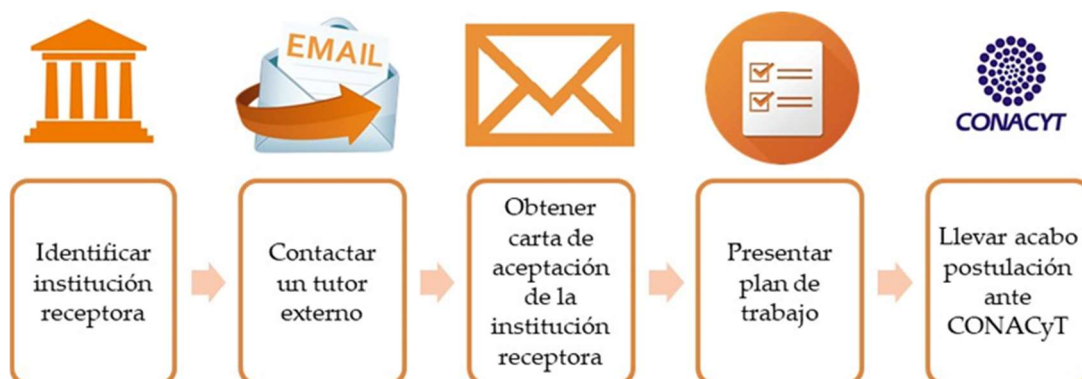 EMAIL
CONACYT
Identificar
institución
receptora
Contactar
un tutor
externo
Obtener
carta de
aceptación
de la
institución
receptora
Presentar
plan de
trabajo
Llevar acabo
postulación
ante
CONACyT